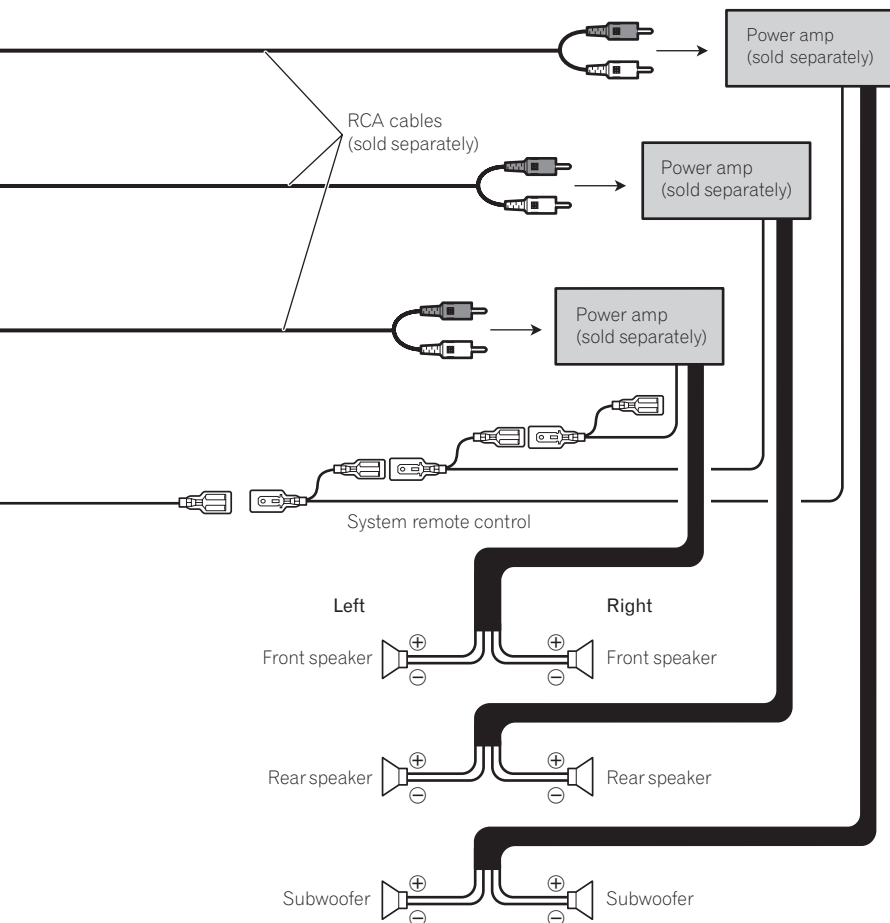 Power amp
(sold separately)
RCA cables
(sold separately)
Power amp
(sold separately)
Power amp
(sold separately)
System remote control
Left
Right
⊕
⊕
Front speaker
Front speaker
⊖
⊖
⊕
⊕
Rear speaker
Rear speaker
⊖
⊖
⊕
⊕
Subwoofer
Subwoofer
⊖
⊖